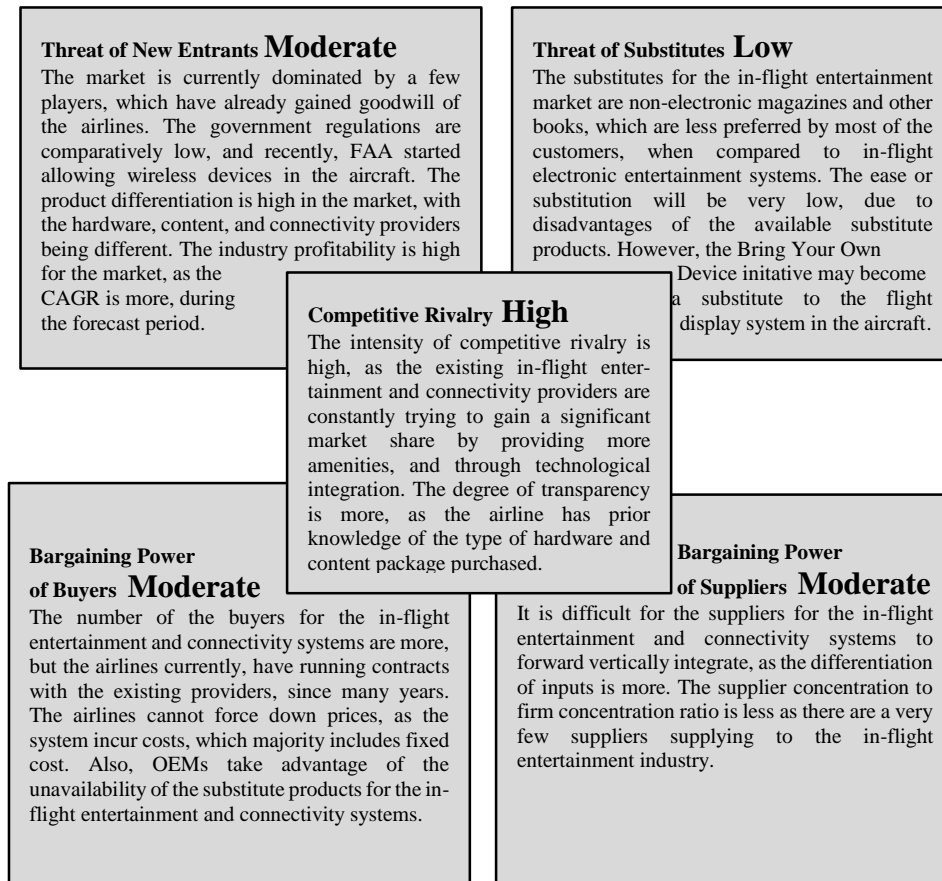 Threat of New Entrants Moderate
The market is currently dominated by a few
players, which have already gained goodwill of
the airlines. The government regulations are
comparatively low, and recently, FAA started
allowing wireless devices in the aircraft. The
product differentiation is high in the market, with
the hardware, content, and connectivity providers
being different. The industry profitability is high
for the market, as the
CAGR is more, during
the forecast period.
Threat of Substitutes Low
The substitutes for the in-flight entertainment
market are non-electronic magazines and other
books, which are less preferred by most of the
customers, when compared to in-flight
electronic entertainment systems. The ease or
substitution will be very low, due to
disadvantages of the available substitute
products. However, the Bring Your Own
Device initative may become
a substitute to the flight
display system in the aircraft.
Competitive Rivalry High
The intensity of competitive rivalry is
high, as the existing in-flight enter-
tainment and connectivity providers are
constantly trying to gain a significant
market share by providing more
amenities, and through technological
integration. The degree of transparency
is more, as the airline has prior
knowledge of the type of hardware and
content package purchased.
Bargaining Power
of Buyers Moderate
The number of the buyers for the in-flight
entertainment and connectivity systems are more,
but the airlines currently, have running contracts
with the existing providers, since many years.
The airlines cannot force down prices, as the
system incur costs, which majority includes fixed
cost. Also, OEMs take advantage of the
unavailability of the substitute products for the in-
flight entertainment and connectivity systems.
Bargaining Power
of Suppliers Moderate
It is difficult for the suppliers for the in-flight
entertainment and connectivity systems to
forward vertically integrate, as the differentiation
of inputs is more. The supplier concentration to
firm concentration ratio is less as there are a very
few suppliers supplying to the in-flight
entertainment industry.